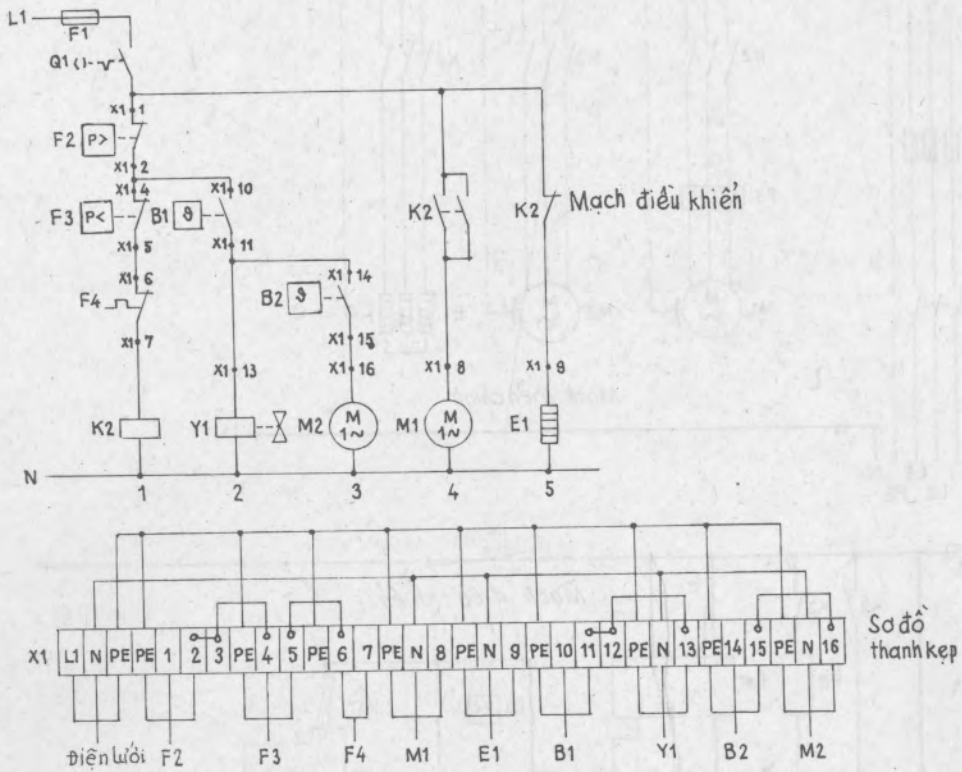 L1
F1
Q1
X1 1
F2 P>
X1 2
X1 4 X1 10
F3 P< B1 ϑ
X1 5 X1 11
X1 6
F4
X1 7
X1 14
B2 ϑ
X1 15
X1 13 X1 16 X1 8 X1 9
K2 K2 Mạch điều khiển
K2 Y1 M2 M 1~ M1 M 1~ E1
N
1 2 3 4 5
X1 L1 N PE PE 1 2 3 PE 4 5 PE 6 7 PE N 8 PE N 9 PE 10 11 12 PE N 13 PE 14 15 PE N 16
Sơ đồ
thanh kẹp
Điện lưới F2 F3 F4 M1 E1 B1 Y1 B2 M2